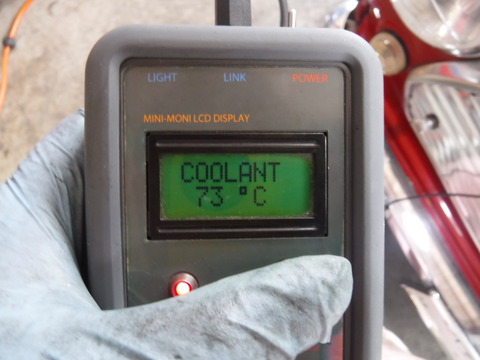 LIGHT LINK POWER
MINI-MONI LCD DISPLAY
COOLANT
73 °C